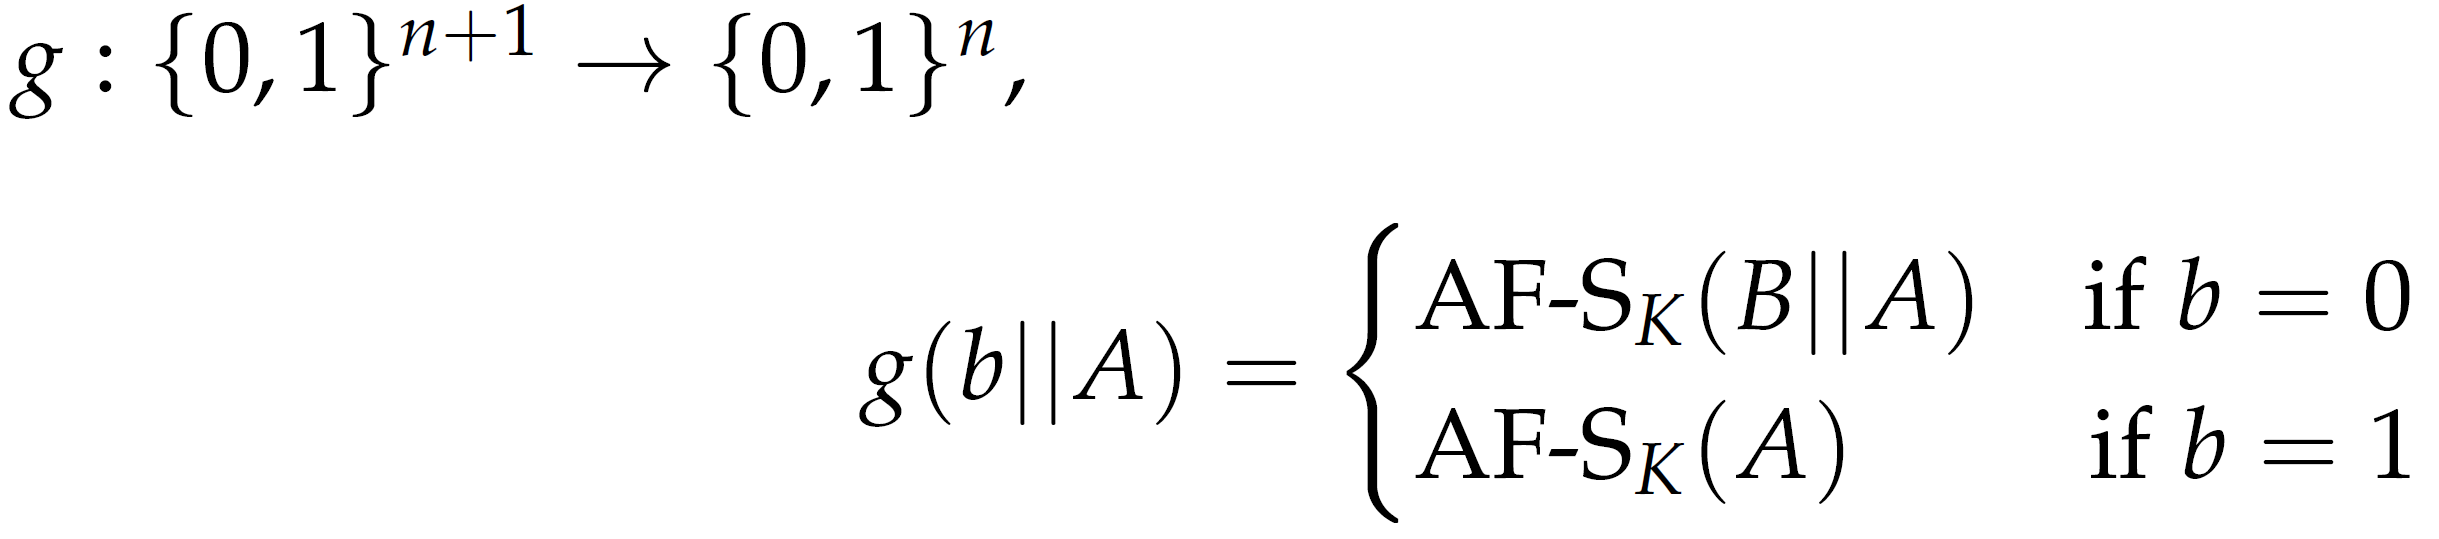 g : {0, 1}^{n+1} → {0, 1}^n,
g(b||A) = { AF-S_K(B||A) if b = 0
AF-S_K(A) if b = 1